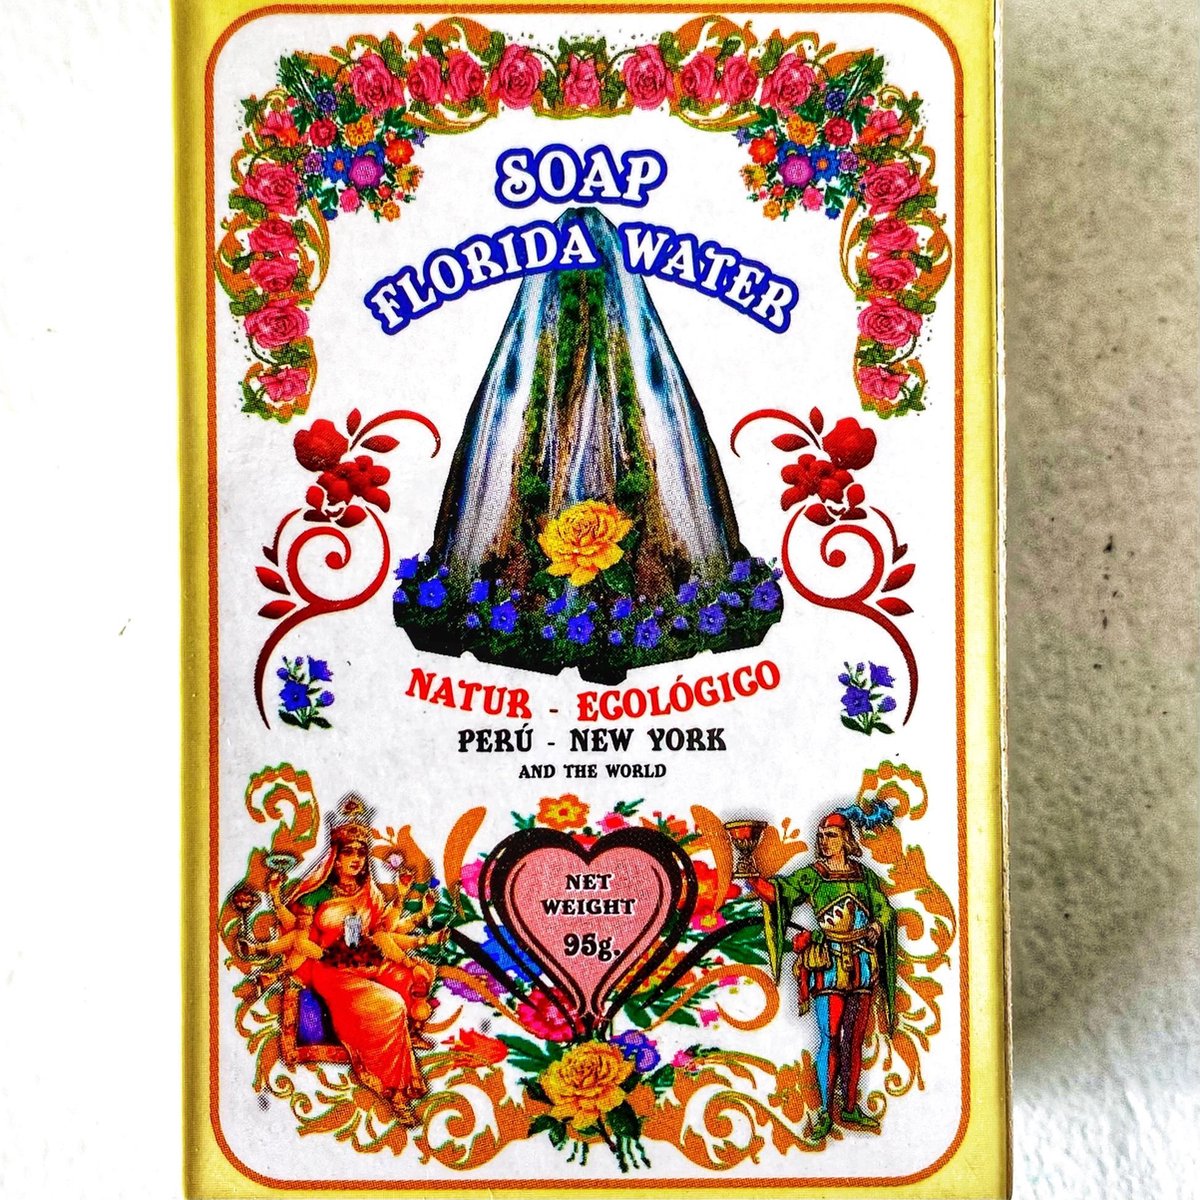 SOAP
FLORIDA WATER
NATUR - ECOLÓGICO
PERÚ - NEW YORK
AND THE WORLD
NET
WEIGHT
95g.